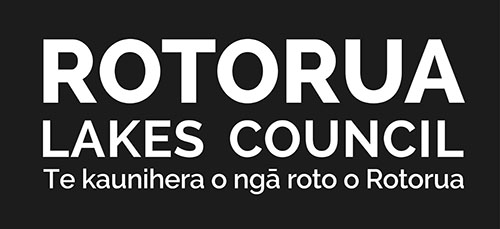 ROTORUA
LAKES COUNCIL
Te kaunihera o ngā roto o Rotorua